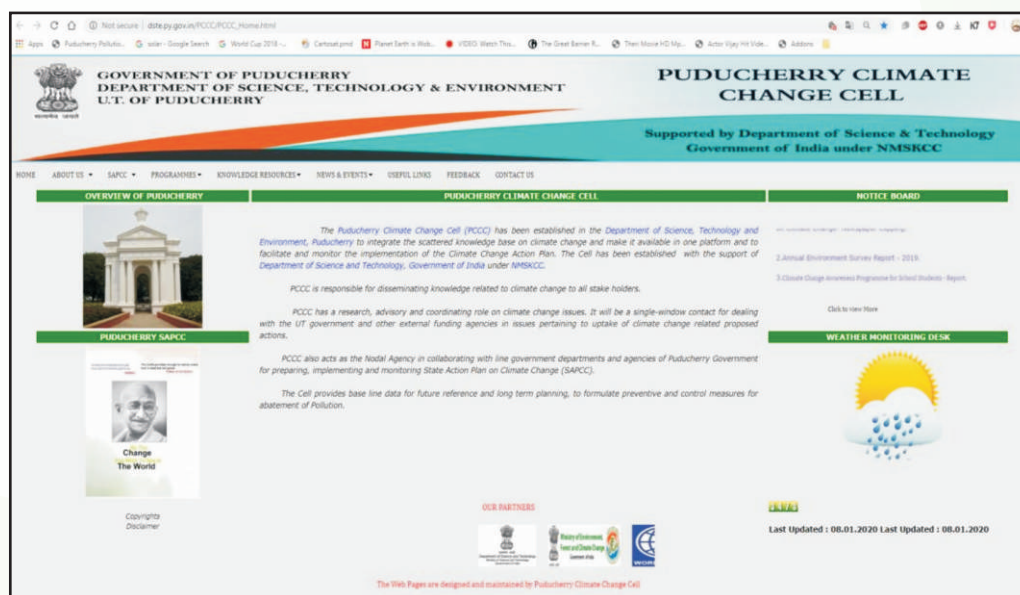 Not secure | dste.py.gov.in/PCCC/PCCC_Home.html
Apps Puducherry Pollutio... solar - Google Search World Cup 2018 -... Cartosat.pmd Planet Earth is Wob... VIDEO: Watch This... The Great Barrier R... Then Movie HD My... Actor Vijay Hit Vide... Addons
GOVERNMENT OF PUDUCHERRY
DEPARTMENT OF SCIENCE, TECHNOLOGY & ENVIRONMENT
U.T. OF PUDUCHERRY
सत्यमेव जयते
PUDUCHERRY CLIMATE
CHANGE CELL
Supported by Department of Science & Technology
Government of India under NMSKCC
HOME ABOUT US SAPCC PROGRAMMES KNOWLEDGE RESOURCES NEWS & EVENTS USEFUL LINKS FEEDBACK CONTACT US
OVERVIEW OF PUDUCHERRY
PUDUCHERRY SAPCC
Change
The World
Copyrights
Disclaimer
PUDUCHERRY CLIMATE CHANGE CELL
The Puducherry Climate Change Cell (PCCC) has been established in the Department of Science, Technology and
Environment, Puducherry to integrate the scattered knowledge base on climate change and make it available in one platform and to
facilitate and monitor the implementation of the Climate Change Action Plan. The Cell has been established with the support of
Department of Science and Technology, Government of India under NMSKCC.
PCCC is responsible for disseminating knowledge related to climate change to all stake holders.
PCCC has a research, advisory and coordinating role on climate change issues. It will be a single-window contact for dealing
with the UT government and other external funding agencies in issues pertaining to uptake of climate change related proposed
actions.
PCCC also acts as the Nodal Agency in collaborating with line government departments and agencies of Puducherry Government
for preparing, implementing and monitoring State Action Plan on Climate Change (SAPCC).
The Cell provides base line data for future reference and long term planning, to formulate preventive and control measures for
abatement of Pollution.
NOTICE BOARD
2.Annual Environment Survey Report - 2019.
3.Climate Change Awareness Programme for School Students -Report.
Click to view More
WEATHER MONITORING DESK
Last Updated : 08.01.2020 Last Updated : 08.01.2020
OUR PARTNERS
Ministry of Environment,
Forest and Climate Change
Government of India
The Web Pages are designed and maintained by Puducherry Climate Change Cell